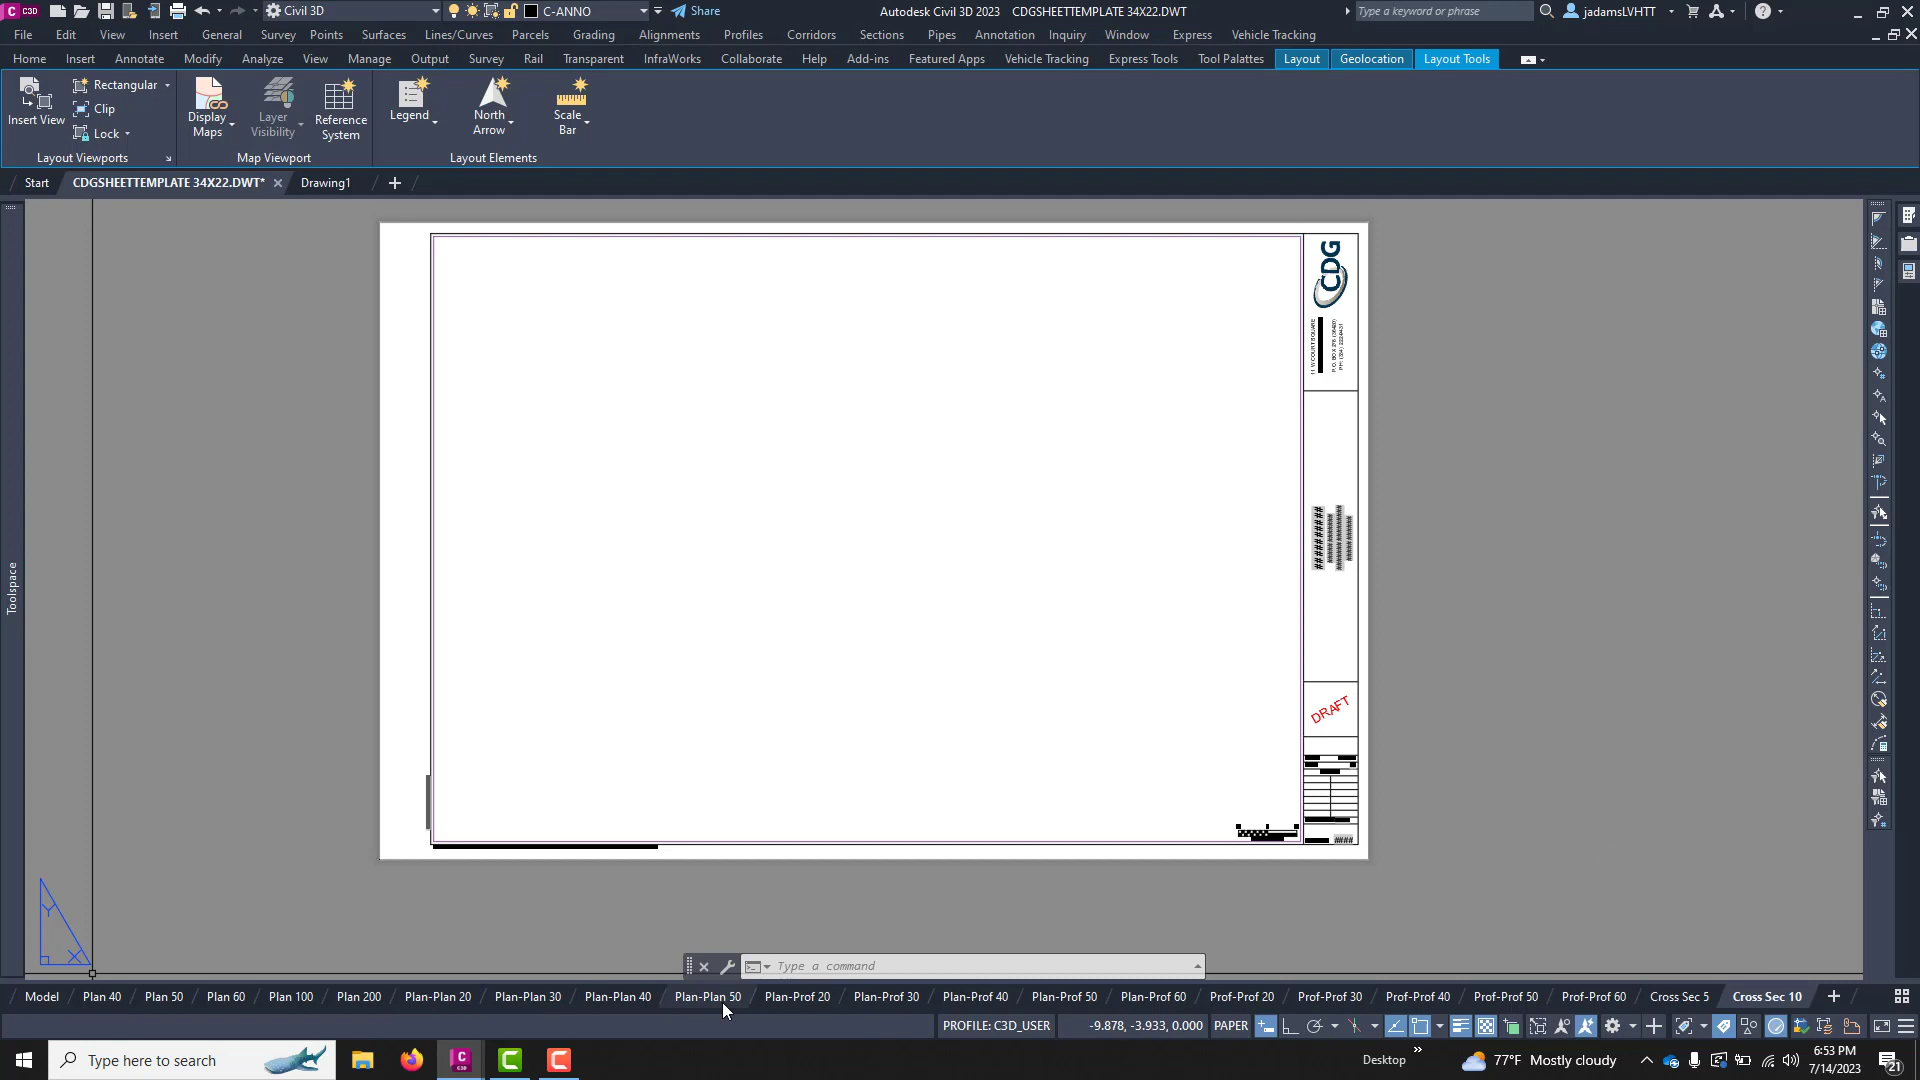 C3D
Civil 3D
C-ANNO
Share
Autodesk Civil 3D 2023 CDGSHEETTEMPLATE 34X22.DWT
Type a keyword or phrase
jadamsLVHTT
File Edit View Insert General Survey Points Surfaces Lines/Curves Parcels Grading Alignments Profiles Corridors Sections Pipes Annotation Inquiry Window Express Vehicle Tracking
Home Insert Annotate Modify Analyze View Manage Output Survey Rail Transparent InfraWorks Collaborate Help Add-ins Featured Apps Vehicle Tracking Express Tools Tool Palettes Layout Geolocation Layout Tools
Insert View
Rectangular
Clip
Lock
Display Maps
Layer Visibility
Reference System
Legend
North Arrow
Scale Bar
Layout Viewports
Map Viewport
Layout Elements
Start CDGSHEETTEMPLATE 34X22.DWT* Drawing1
Toolspace
CDG
DRAFT
####
Y
X
Type a command
Model Plan 40 Plan 50 Plan 60 Plan 100 Plan 200 Plan-Plan 20 Plan-Plan 30 Plan-Plan 40 Plan-Plan 50 Plan-Prof 20 Plan-Prof 30 Plan-Prof 40 Plan-Prof 50 Plan-Prof 60 Prof-Prof 20 Prof-Prof 30 Prof-Prof 40 Prof-Prof 50 Prof-Prof 60 Cross Sec 5 Cross Sec 10
PROFILE: C3D_USER -9.878, -3.933, 0.000 PAPER
Type here to search
Desktop
77°F Mostly cloudy
6:53 PM
7/14/2023
21